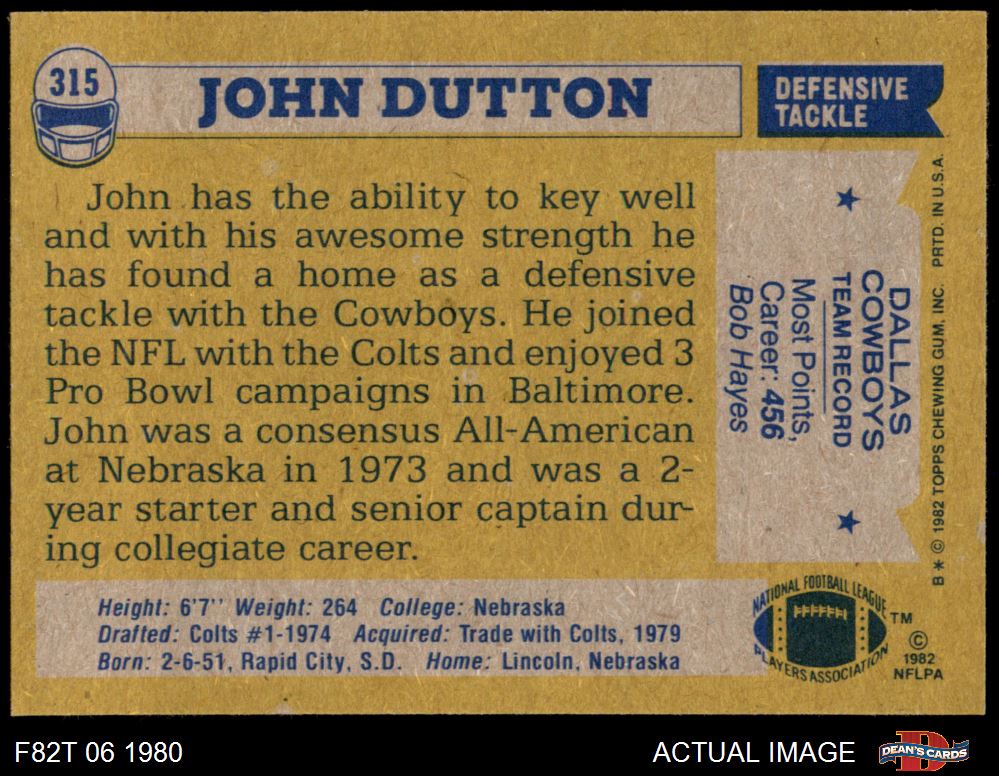 315
JOHN DUTTON
DEFENSIVE
TACKLE
John has the ability to key well
and with his awesome strength he
has found a home as a defensive
tackle with the Cowboys. He joined
the NFL with the Colts and enjoyed 3
Pro Bowl campaigns in Baltimore.
John was a consensus All-American
at Nebraska in 1973 and was a 2-
year starter and senior captain dur-
ing collegiate career.
DALLAS
COWBOYS
TEAM RECORD
Most Points,
Career: 456
Bob Hayes
B* © 1982 TOPPS CHEWING GUM, INC. PRTD. IN U.S.A.
Height: 6'7'' Weight: 264 College: Nebraska
Drafted: Colts #1-1974 Acquired: Trade with Colts, 1979
Born: 2-6-51, Rapid City, S.D. Home: Lincoln, Nebraska
NATIONAL FOOTBALL LEAGUE
PLAYERS ASSOCIATION
TM
©
1982
NFLPA
F82T 06 1980
ACTUAL IMAGE
D
DEAN'S CARDS